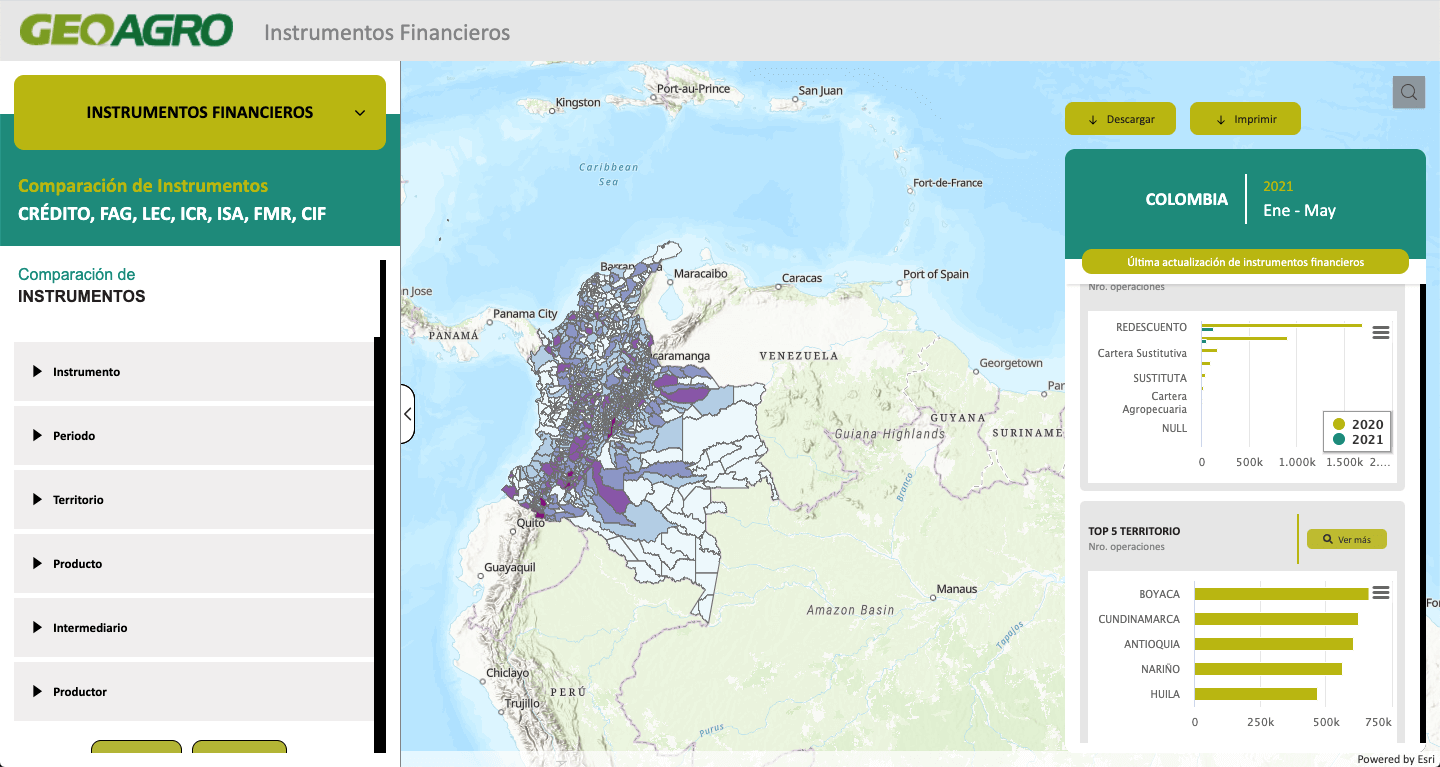 GEOAGRO
Instrumentos Financieros
INSTRUMENTOS FINANCIEROS
Comparación de Instrumentos
CRÉDITO, FAG, LEC, ICR, ISA, FMR, CIF
Comparación de
INSTRUMENTOS
Instrumento
Periodo
Territorio
Producto
Intermediario
Productor
Kingston
Port-au-Prince
San Juan
Caribbean
Sea
Fort-de-France
Maracaibo
Caracas
Port of Spain
an Jose
Panama City
PANAMÁ
caramanga
VENEZUELA
Georgetown
GUYANA
Guiana Highlands
SURINAME
Branco
Quito
Guayaquil
Manaus
Amazon Basin
Tapajos
Chiclayo
PERÚ
Trujillo
Purus
Descargar
Imprimir
COLOMBIA
2021
Ene - May
Última actualización de instrumentos financieros
Nro. operaciones
REDESCUENTO
Cartera Sustitutiva
SUSTITUTA
Cartera
Agropecuaria
NULL
2020
2021
0 500k 1.000k 1.500k 2....
TOP 5 TERRITORIO
Nro. operaciones
Ver más
BOYACA
CUNDINAMARCA
ANTIOQUIA
NARIÑO
HUILA
0 250k 500k 750k
Powered by Esri